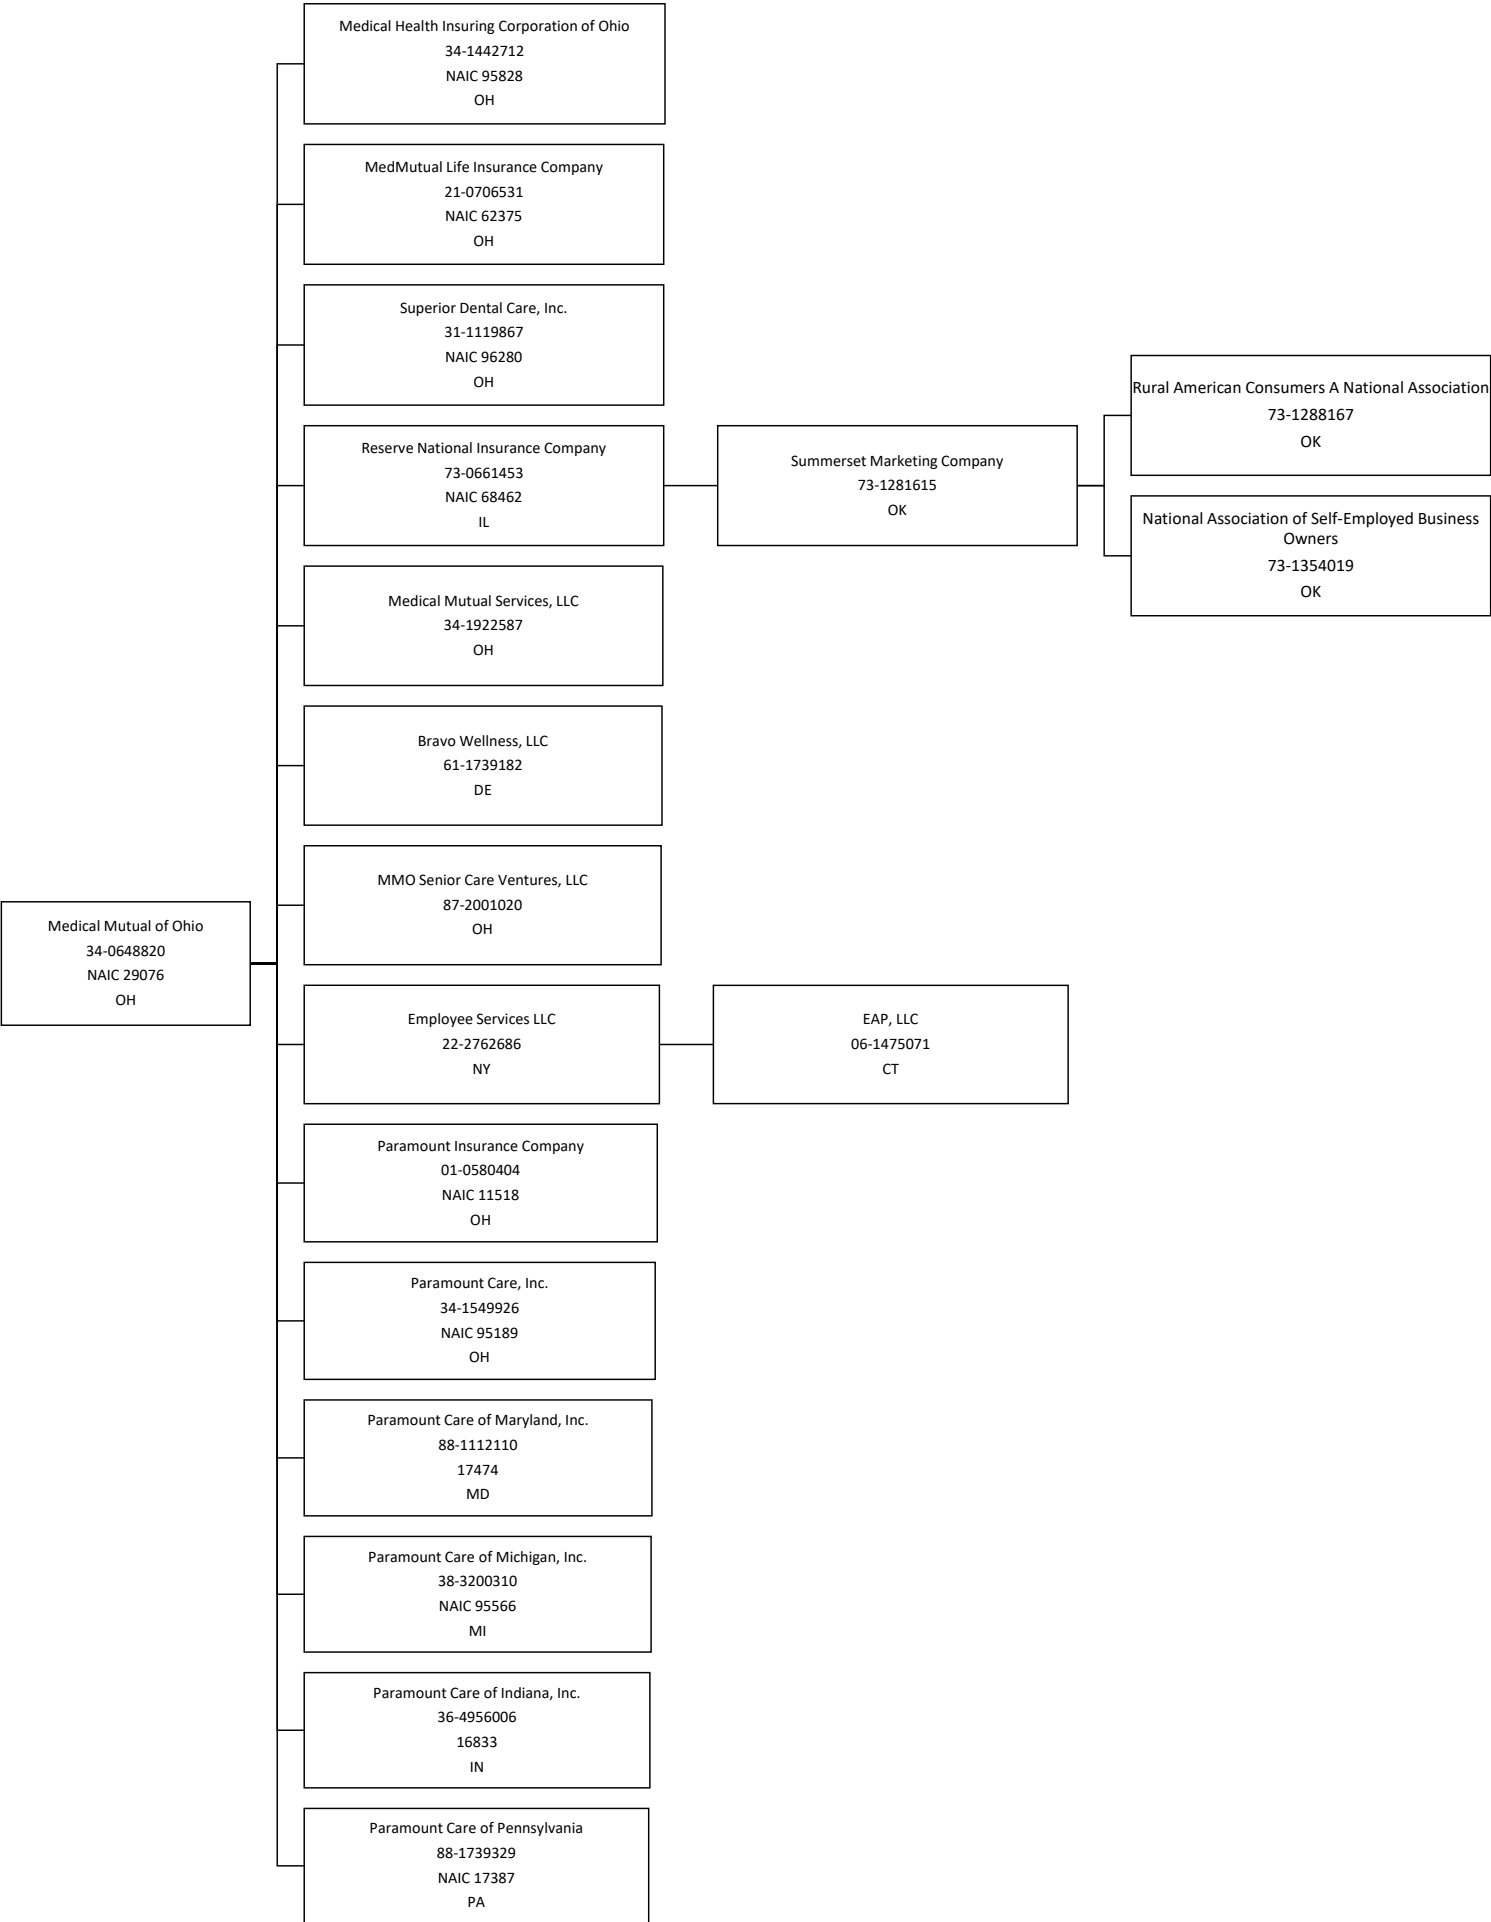 Medical Health Insuring Corporation of Ohio
34-1442712
NAIC 95828
OH
MedMutual Life Insurance Company
21-0706531
NAIC 62375
OH
Superior Dental Care, Inc.
31-1119867
NAIC 96280
OH
Reserve National Insurance Company
73-0661453
NAIC 68462
IL
Summerset Marketing Company
73-1281615
OK
Rural American Consumers A National Association
73-1288167
OK
National Association of Self-Employed Business
Owners
73-1354019
OK
Medical Mutual Services, LLC
34-1922587
OH
Bravo Wellness, LLC
61-1739182
DE
MMO Senior Care Ventures, LLC
87-2001020
OH
Medical Mutual of Ohio
34-0648820
NAIC 29076
OH
Employee Services LLC
22-2762686
NY
EAP, LLC
06-1475071
CT
Paramount Insurance Company
01-0580404
NAIC 11518
OH
Paramount Care, Inc.
34-1549926
NAIC 95189
OH
Paramount Care of Maryland, Inc.
88-1112110
17474
MD
Paramount Care of Michigan, Inc.
38-3200310
NAIC 95566
MI
Paramount Care of Indiana, Inc.
36-4956006
16833
IN
Paramount Care of Pennsylvania
88-1739329
NAIC 17387
PA